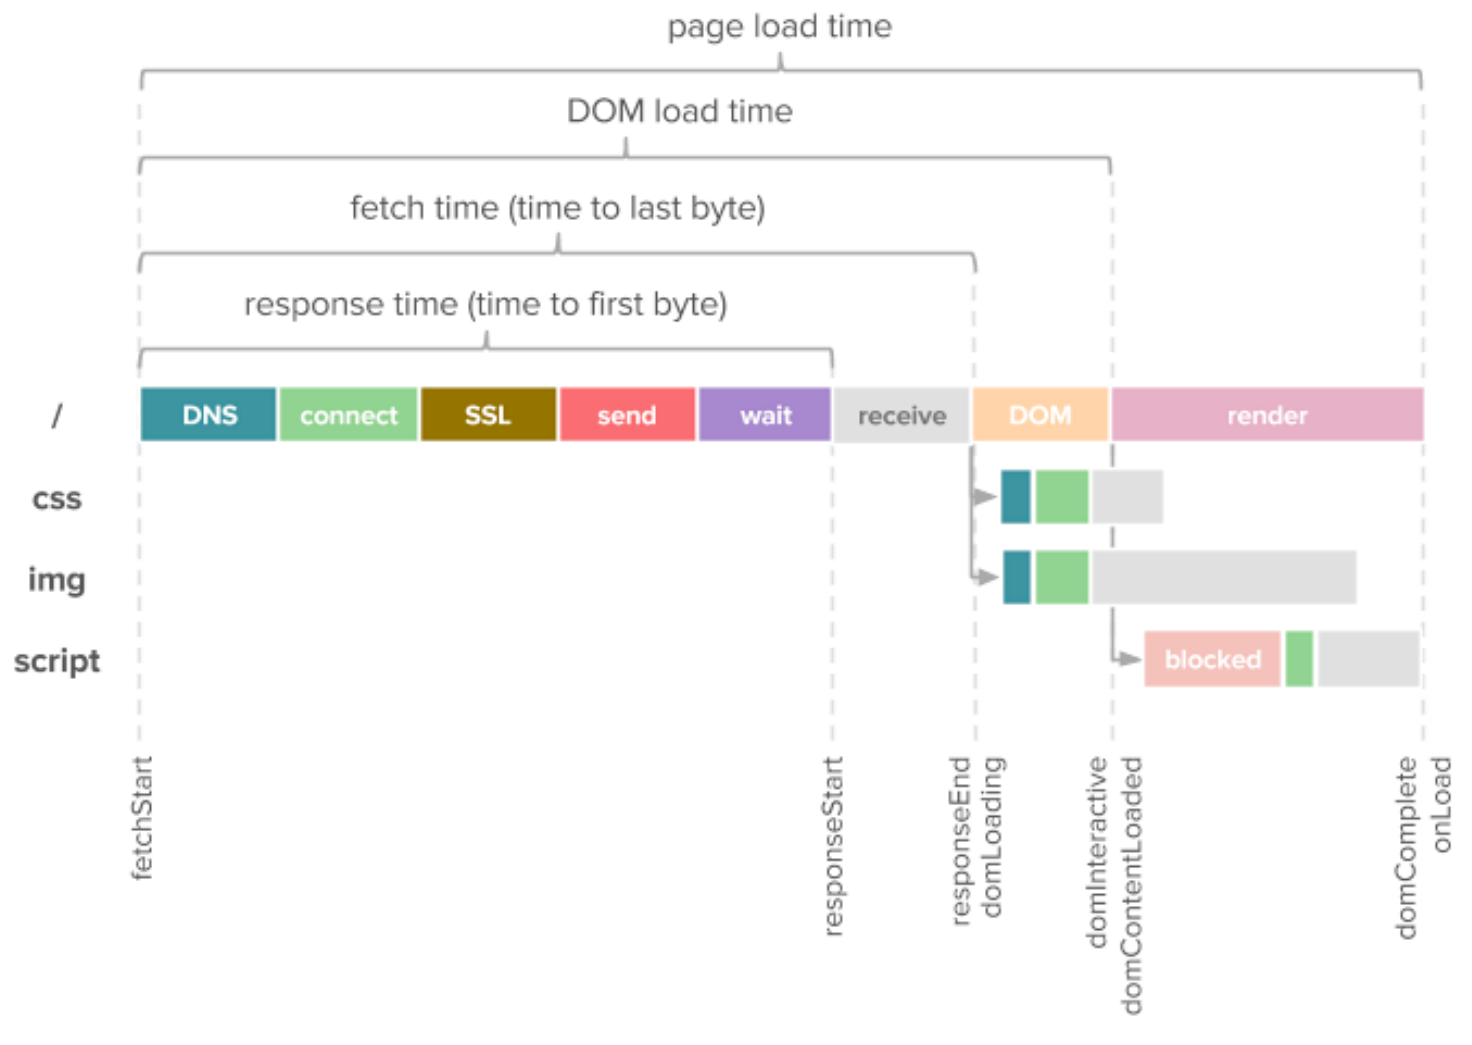 page load time
DOM load time
fetch time (time to last byte)
response time (time to first byte)
/ DNS connect SSL send wait receive DOM render
css
img
script blocked
fetchStart
responseStart
responseEnd
domLoading
domInteractive
domContentLoaded
domComplete
onLoad